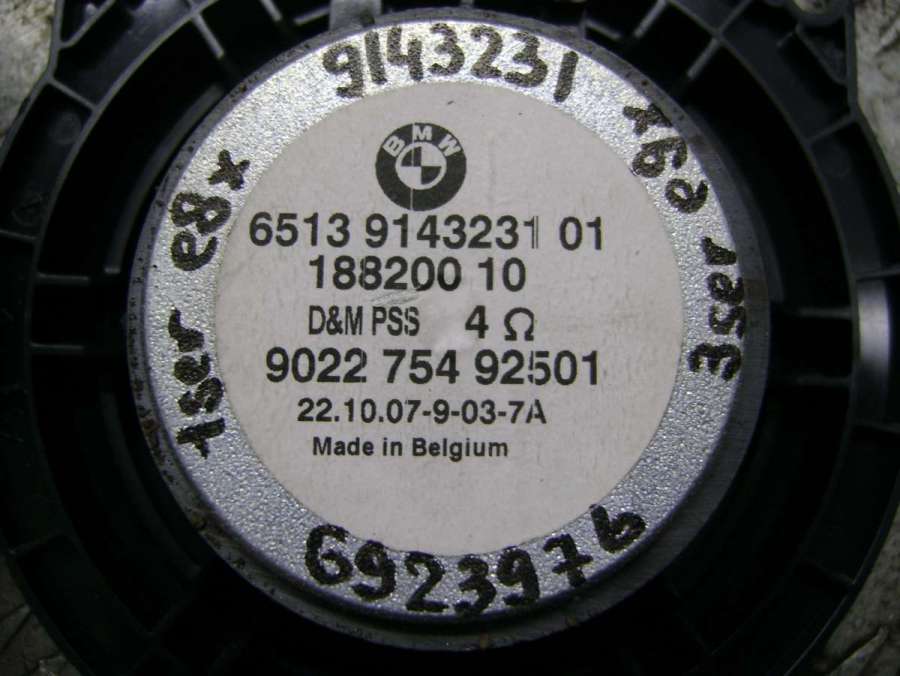 9143231
BMW
6513 9143231 01
188200 10
D&M PSS 4 Ω
9022 754 92501
22.10.07-9-03-7A
Made in Belgium
1ser e8x
3ser e9x
6923976